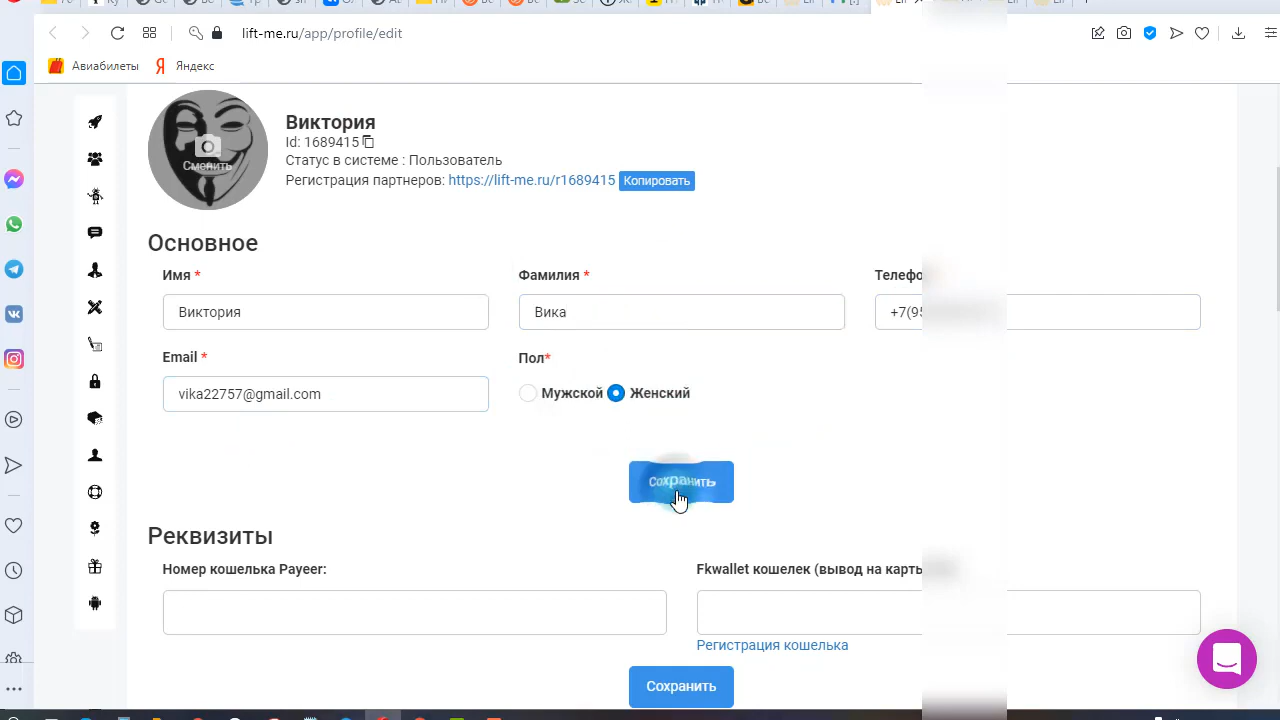 lift-me.ru/app/profile/edit
Авиабилеты
Яндекс
Сменить
Виктория
Id: 1689415
Статус в системе : Пользователь
Регистрация партнеров: https://lift-me.ru/r1689415 Копировать
Основное
Имя *
Фамилия *
Виктория
Вика
+7(95
Email *
Пол*
vika22757@gmail.com
Мужской
Женский
Сохранить
Реквизиты
Номер кошелька Payeer:
Fkwallet кошелек (вывод на
Регистрация кошелька
Сохранить